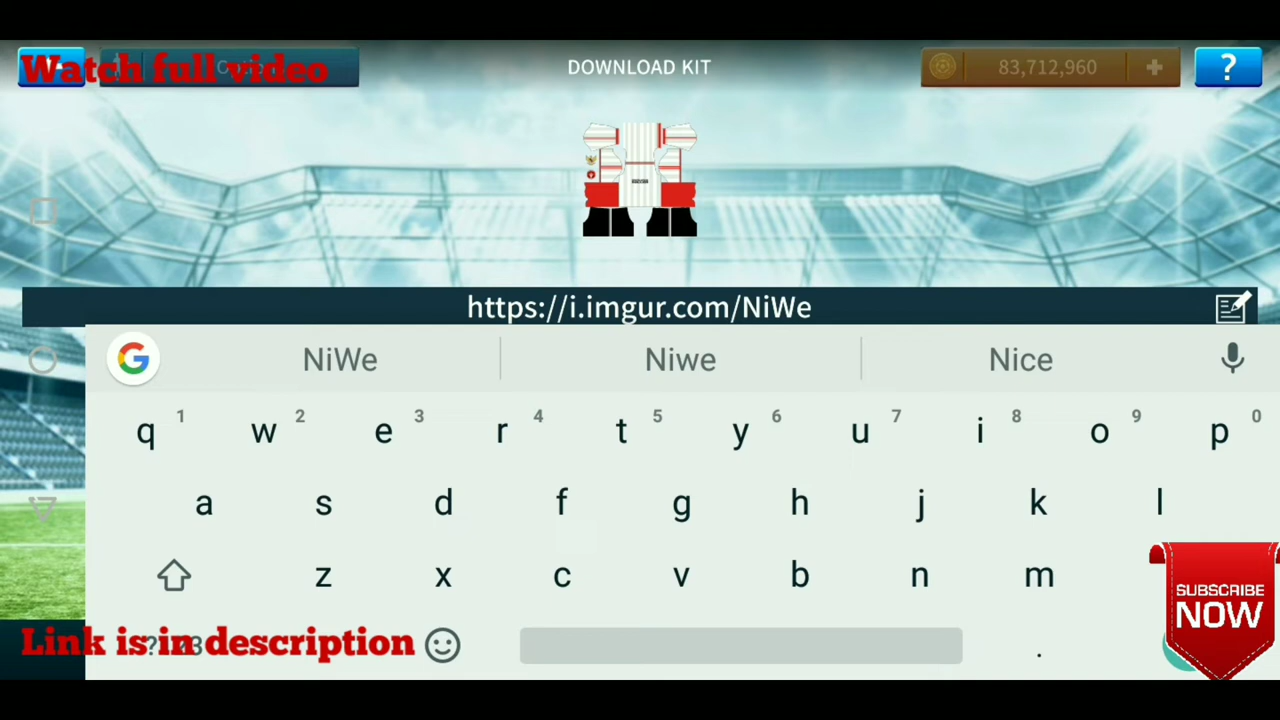 Watch full video
DOWNLOAD KIT
83,712,960
?
https://i.imgur.com/NiWe
G
NiWe
Niwe
Nice
q 1 w 2 e 3 r 4 t 5 y 6 u 7 i 8 o 9 p 0
a s d f g h j k l
z x c v b n m
SUBSCRIBE
NOW
Link is in description
.